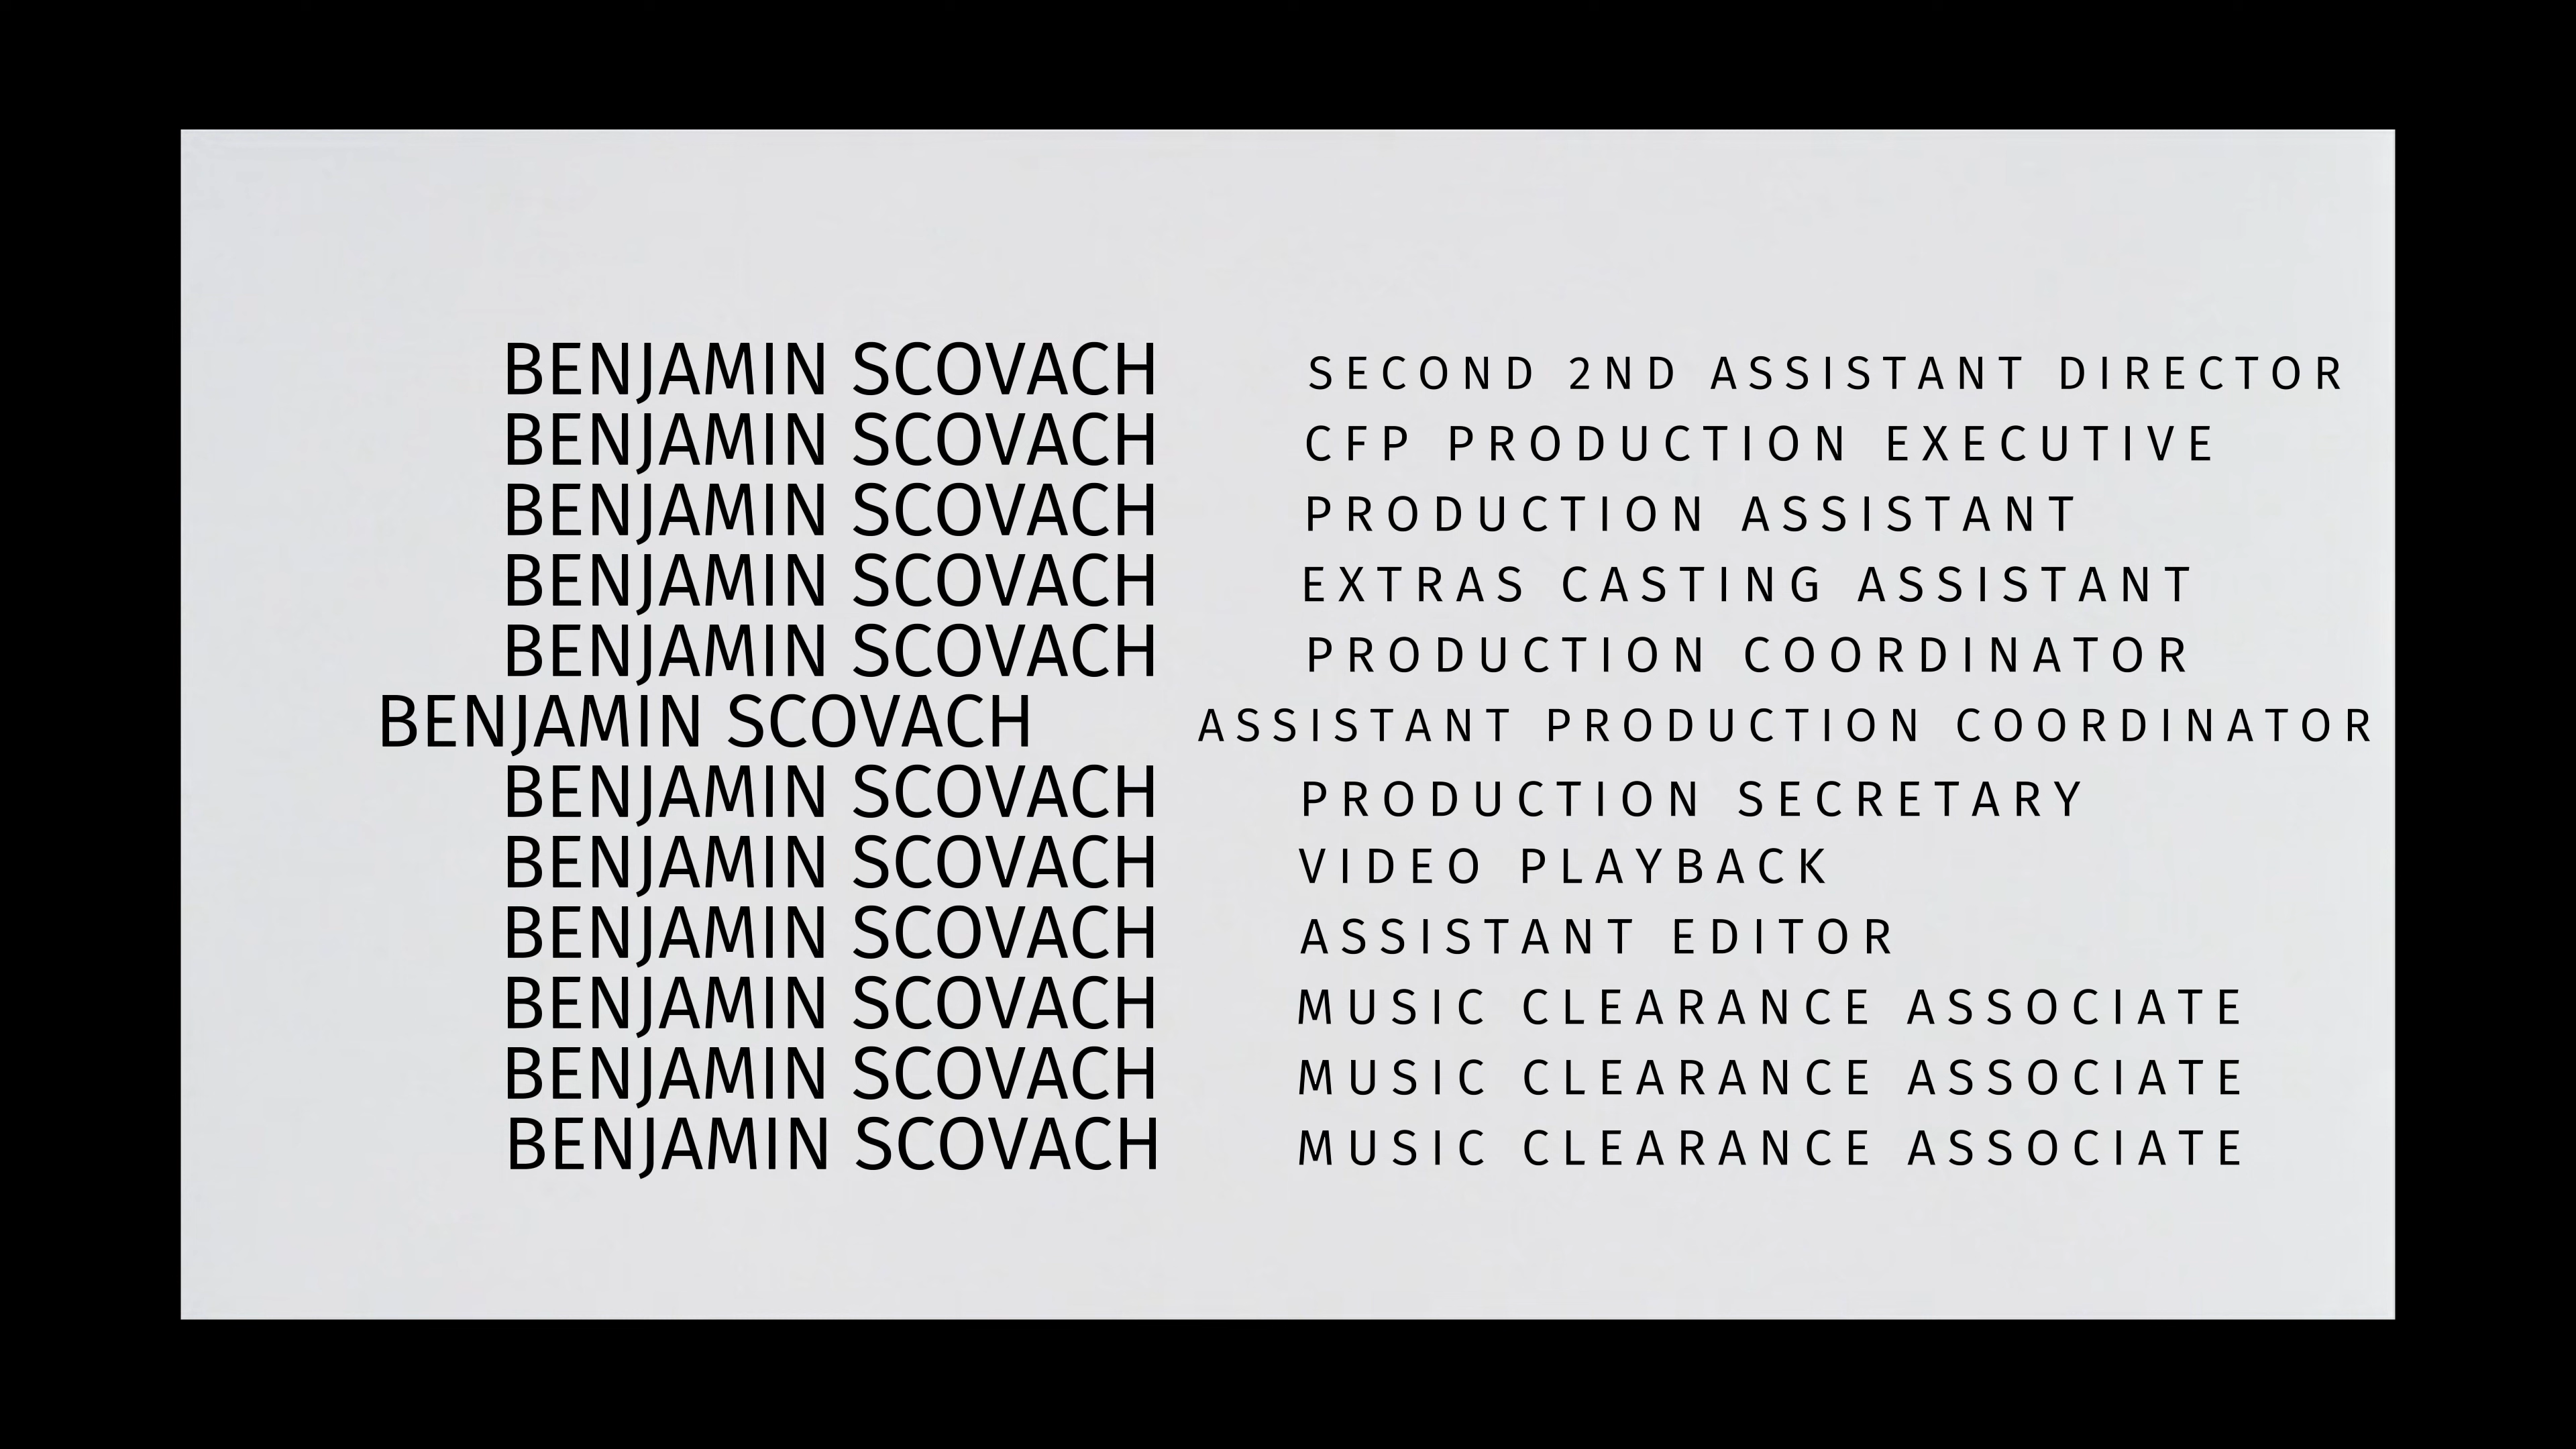 BENJAMIN SCOVACH SECOND 2ND ASSISTANT DIRECTOR
BENJAMIN SCOVACH CFP PRODUCTION EXECUTIVE
BENJAMIN SCOVACH PRODUCTION ASSISTANT
BENJAMIN SCOVACH EXTRAS CASTING ASSISTANT
BENJAMIN SCOVACH PRODUCTION COORDINATOR
BENJAMIN SCOVACH ASSISTANT PRODUCTION COORDINATOR
BENJAMIN SCOVACH PRODUCTION SECRETARY
BENJAMIN SCOVACH VIDEO PLAYBACK
BENJAMIN SCOVACH ASSISTANT EDITOR
BENJAMIN SCOVACH MUSIC CLEARANCE ASSOCIATE
BENJAMIN SCOVACH MUSIC CLEARANCE ASSOCIATE
BENJAMIN SCOVACH MUSIC CLEARANCE ASSOCIATE